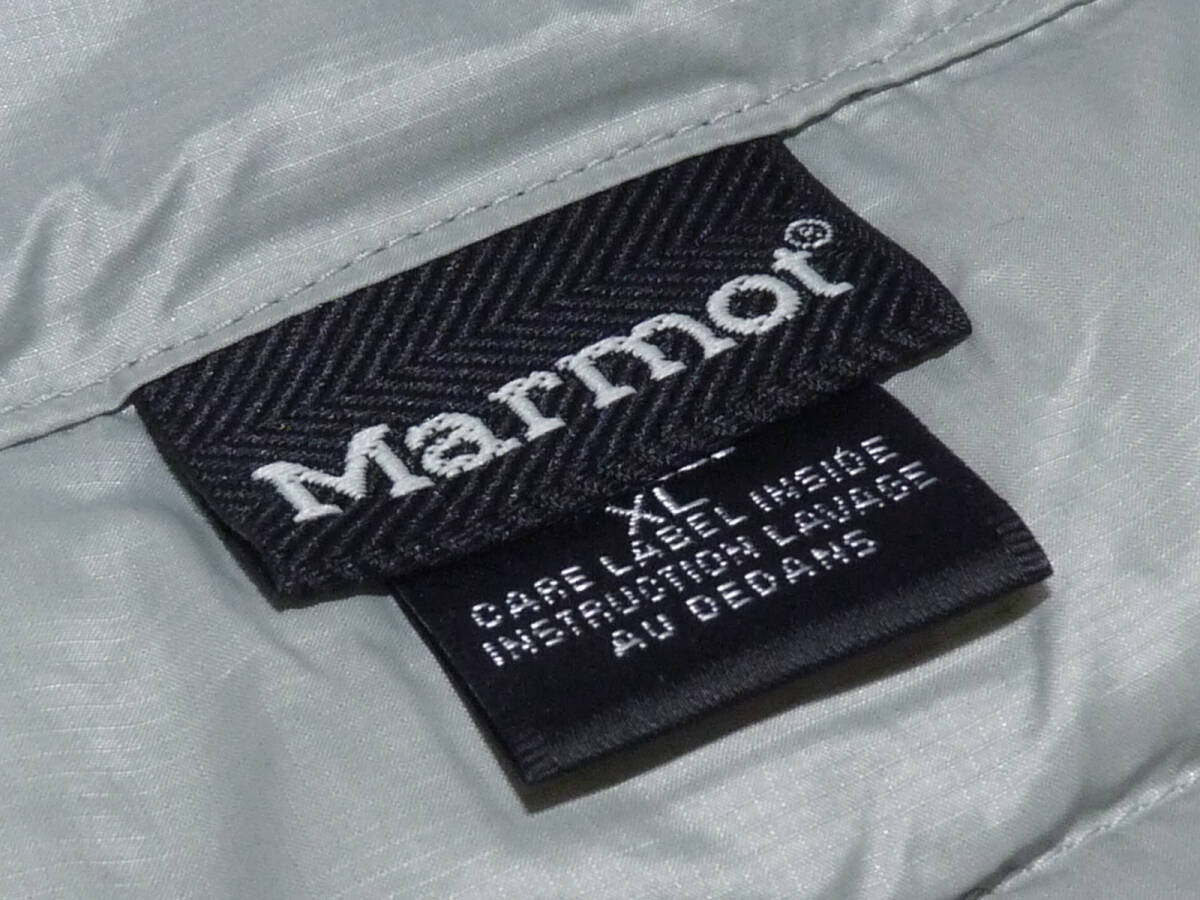 Marmot®
XL
CARE LABEL INSIDE
INSTRUCTION LAVAGE
AU DEDANS